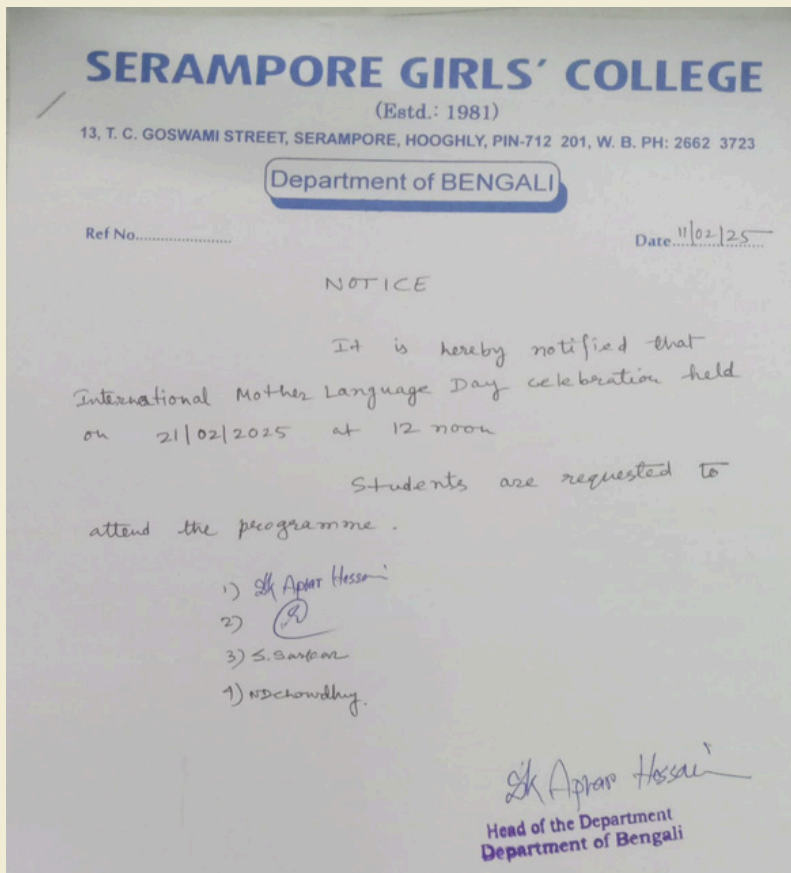 SERAMPORE GIRLS' COLLEGE
(Estd.: 1981)
13, T. C. GOSWAMI STREET, SERAMPORE, HOOGHLY, PIN-712 201, W. B. PH: 2662 3723
Department of BENGALI
Ref No..................... Date 11/02/25
NOTICE
It is hereby notified that
International Mother Language Day celebration held
on 21/02/2025 at 12 noon
Students are requested to
attend the programme.
1) Sk Aptar Hossain
2)
3) S. Sarkar
4) NDChowdhury.
Sk Aptar Hossain
Head of the Department
Department of Bengali